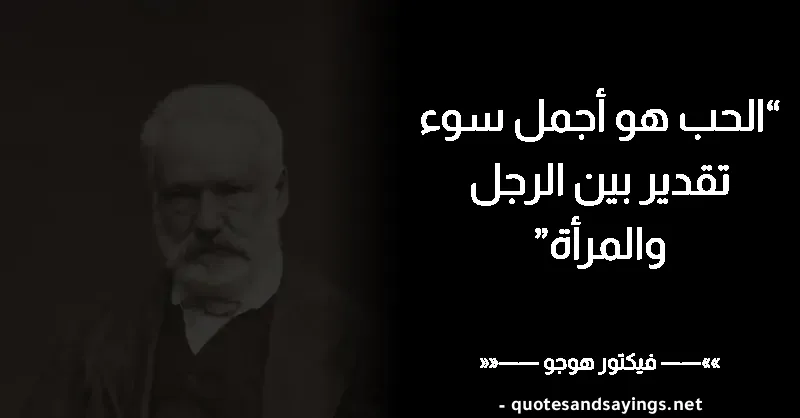 “الحب هو أجمل سوء
تقدير بين الرجل
والمرأة”
»»—— فيكتور هوجو ——««
- quotesandsayings.net